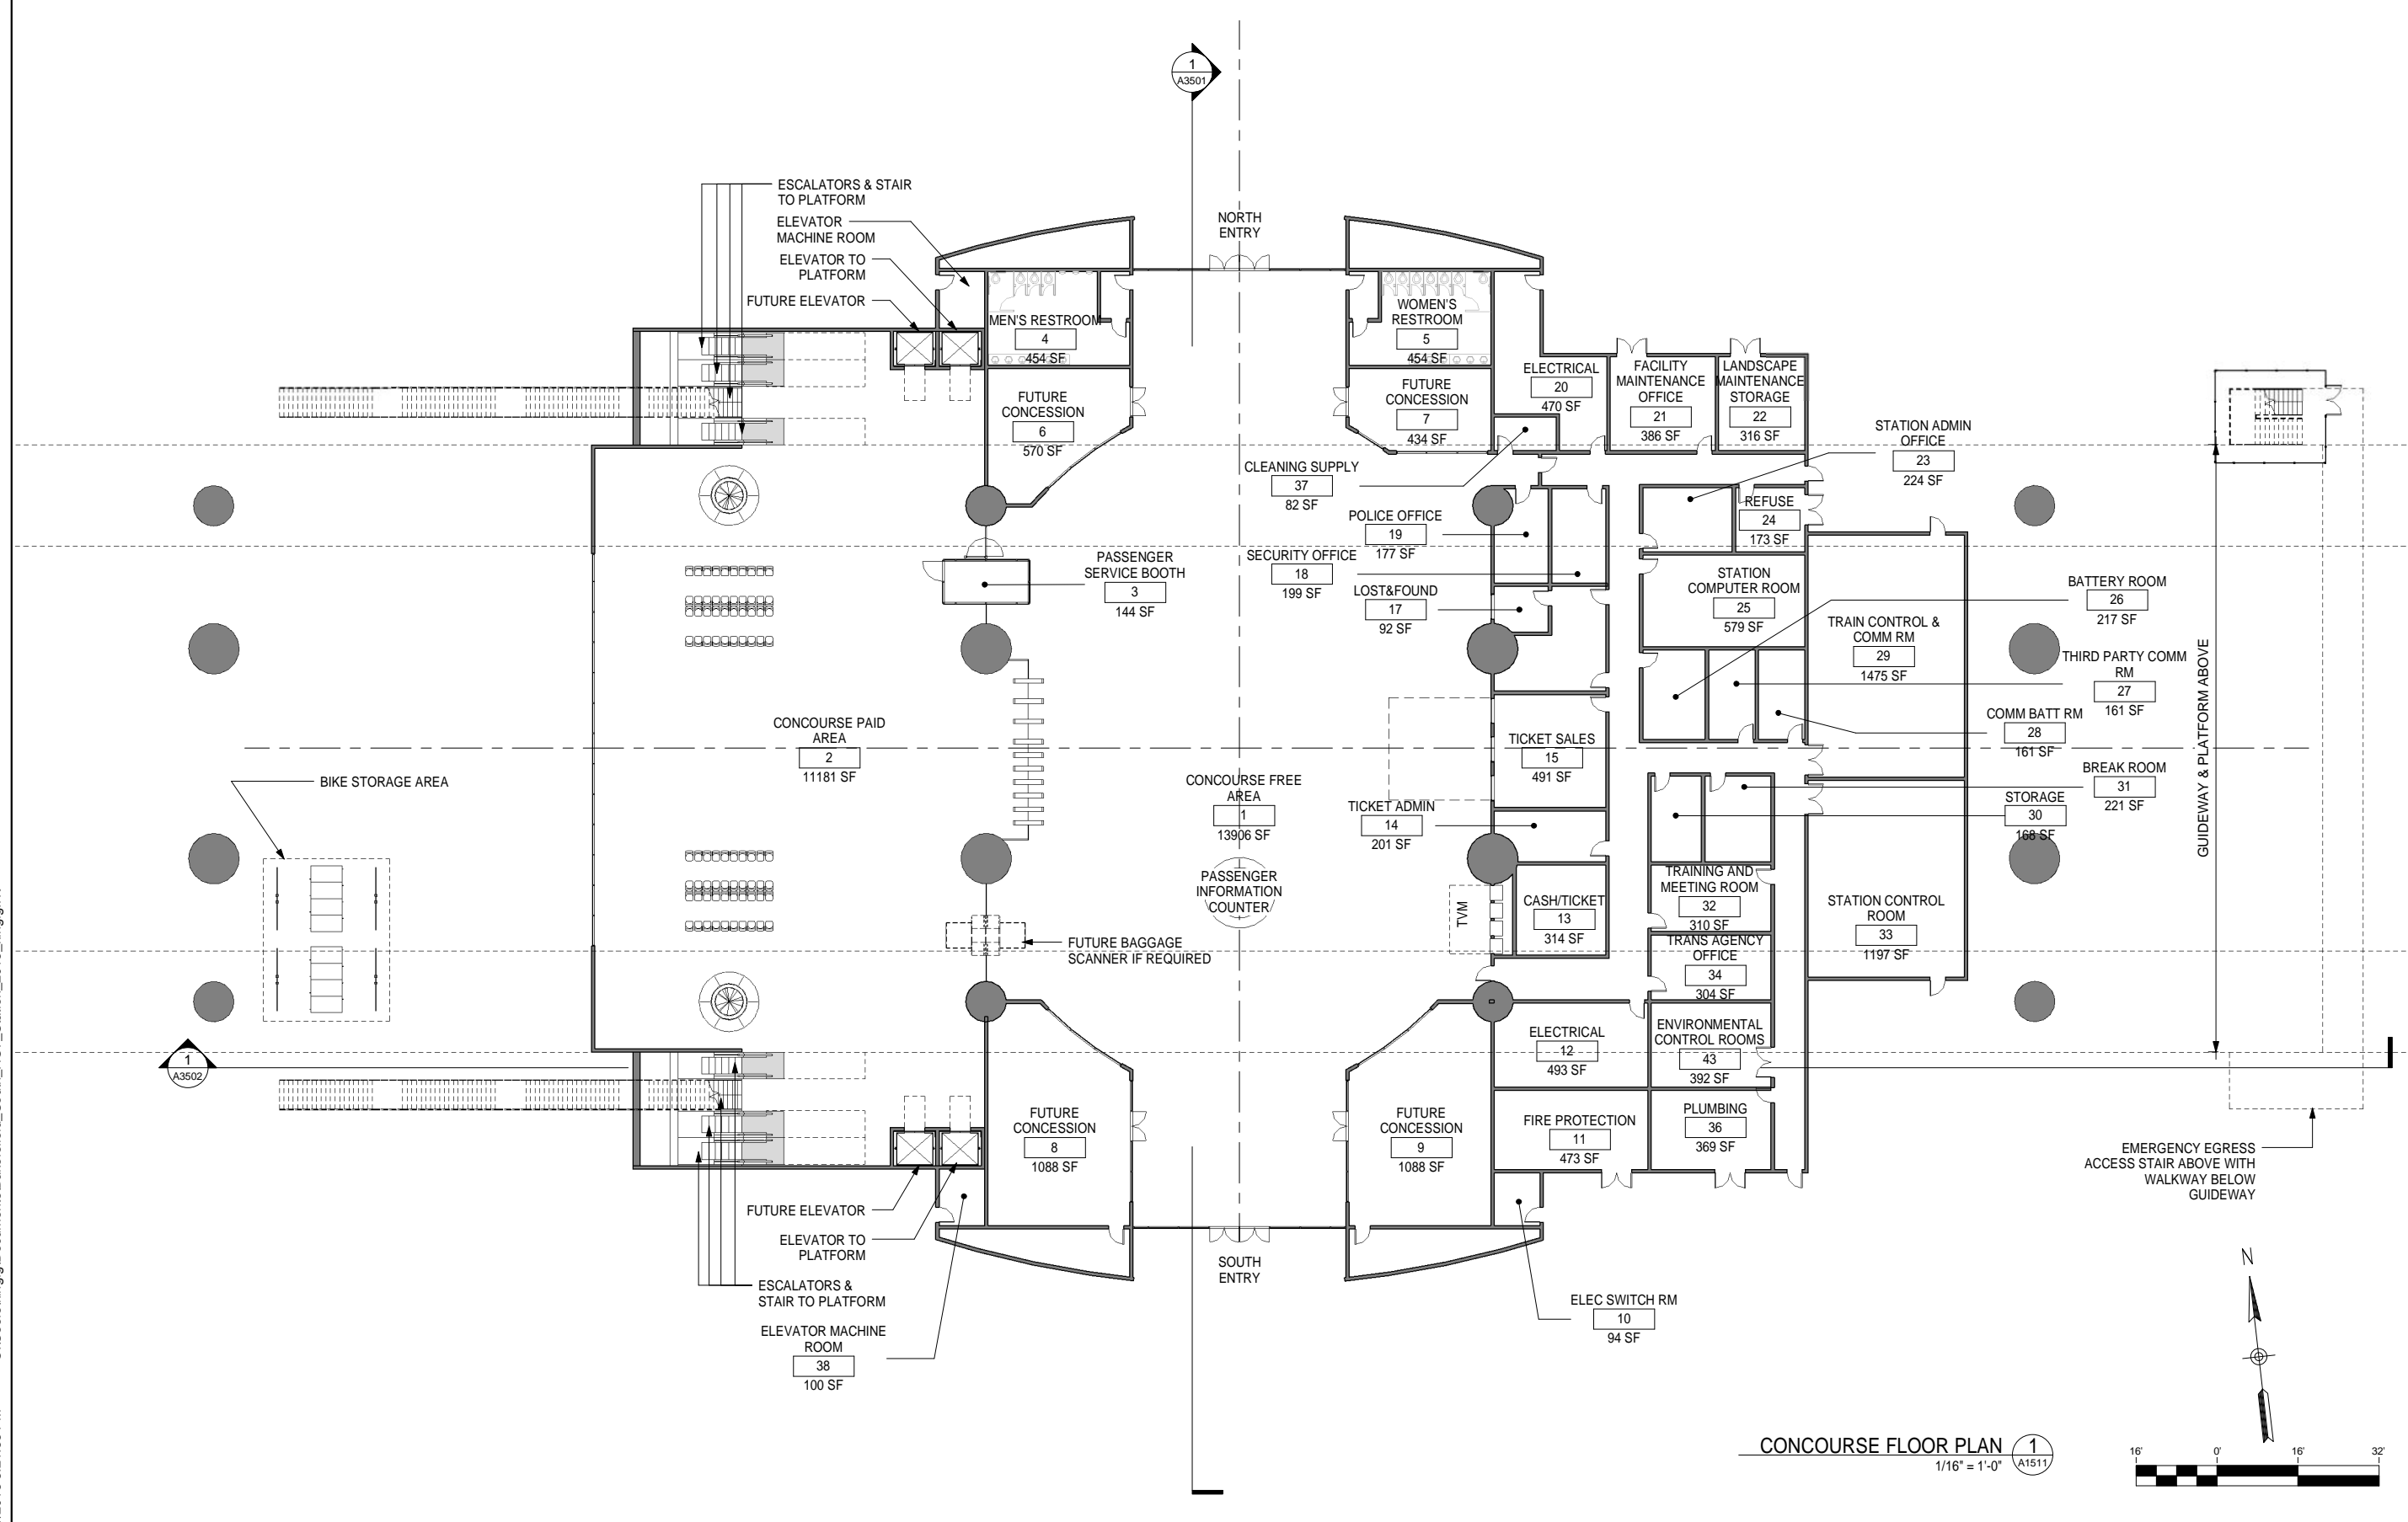 1
A3501
NORTH
ENTRY
ESCALATORS & STAIR
TO PLATFORM
ELEVATOR
MACHINE ROOM
ELEVATOR TO
PLATFORM
FUTURE ELEVATOR
MEN'S RESTROOM
4
454 SF
WOMEN'S
RESTROOM
5
454 SF
FUTURE
CONCESSION
6
570 SF
FUTURE
CONCESSION
7
434 SF
ELECTRICAL
20
470 SF
FACILITY
MAINTENANCE
OFFICE
21
386 SF
LANDSCAPE
MAINTENANCE
STORAGE
22
316 SF
STATION ADMIN
OFFICE
23
224 SF
CLEANING SUPPLY
37
82 SF
POLICE OFFICE
19
177 SF
SECURITY OFFICE
18
199 SF
LOST&FOUND
17
92 SF
REFUSE
24
173 SF
PASSENGER
SERVICE BOOTH
3
144 SF
STATION
COMPUTER ROOM
25
579 SF
TRAIN CONTROL &
COMM RM
29
1475 SF
BATTERY ROOM
26
217 SF
THIRD PARTY COMM
RM
27
161 SF
COMM BATT RM
28
161 SF
BREAK ROOM
31
221 SF
STORAGE
30
168 SF
GUIDEWAY & PLATFORM ABOVE
CONCOURSE PAID
AREA
2
11181 SF
BIKE STORAGE AREA
CONCOURSE FREE
AREA
1
13906 SF
TICKET SALES
15
491 SF
TICKET ADMIN
14
201 SF
PASSENGER
INFORMATION
COUNTER
TVM
CASH/TICKET
13
314 SF
TRAINING AND
MEETING ROOM
32
310 SF
TRANS AGENCY
OFFICE
34
304 SF
STATION CONTROL
ROOM
33
1197 SF
FUTURE BAGGAGE
SCANNER IF REQUIRED
1
A3502
ELECTRICAL
12
493 SF
ENVIRONMENTAL
CONTROL ROOMS
43
392 SF
FUTURE
CONCESSION
8
1088 SF
FUTURE
CONCESSION
9
1088 SF
FIRE PROTECTION
11
473 SF
PLUMBING
36
369 SF
EMERGENCY EGRESS
ACCESS STAIR ABOVE WITH
WALKWAY BELOW
GUIDEWAY
FUTURE ELEVATOR
ELEVATOR TO
PLATFORM
ESCALATORS &
STAIR TO PLATFORM
ELEVATOR MACHINE
ROOM
38
100 SF
SOUTH
ENTRY
ELEC SWITCH RM
10
94 SF
N
CONCOURSE FLOOR PLAN
1/16" = 1'-0"
1
A1511
16' 0' 16' 32'